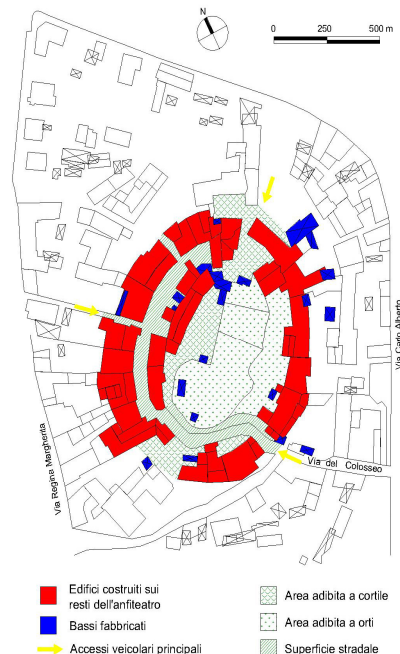 N
0 250 500 m
Via Carlo Alberto
Via Regina Margherita
Via del Colosseo
Edifici costruiti sui
resti dell'anfiteatro
Bassi fabbricati
Accessi veicolari principali
Area adibita a cortile
Area adibita a orti
Superficie stradale